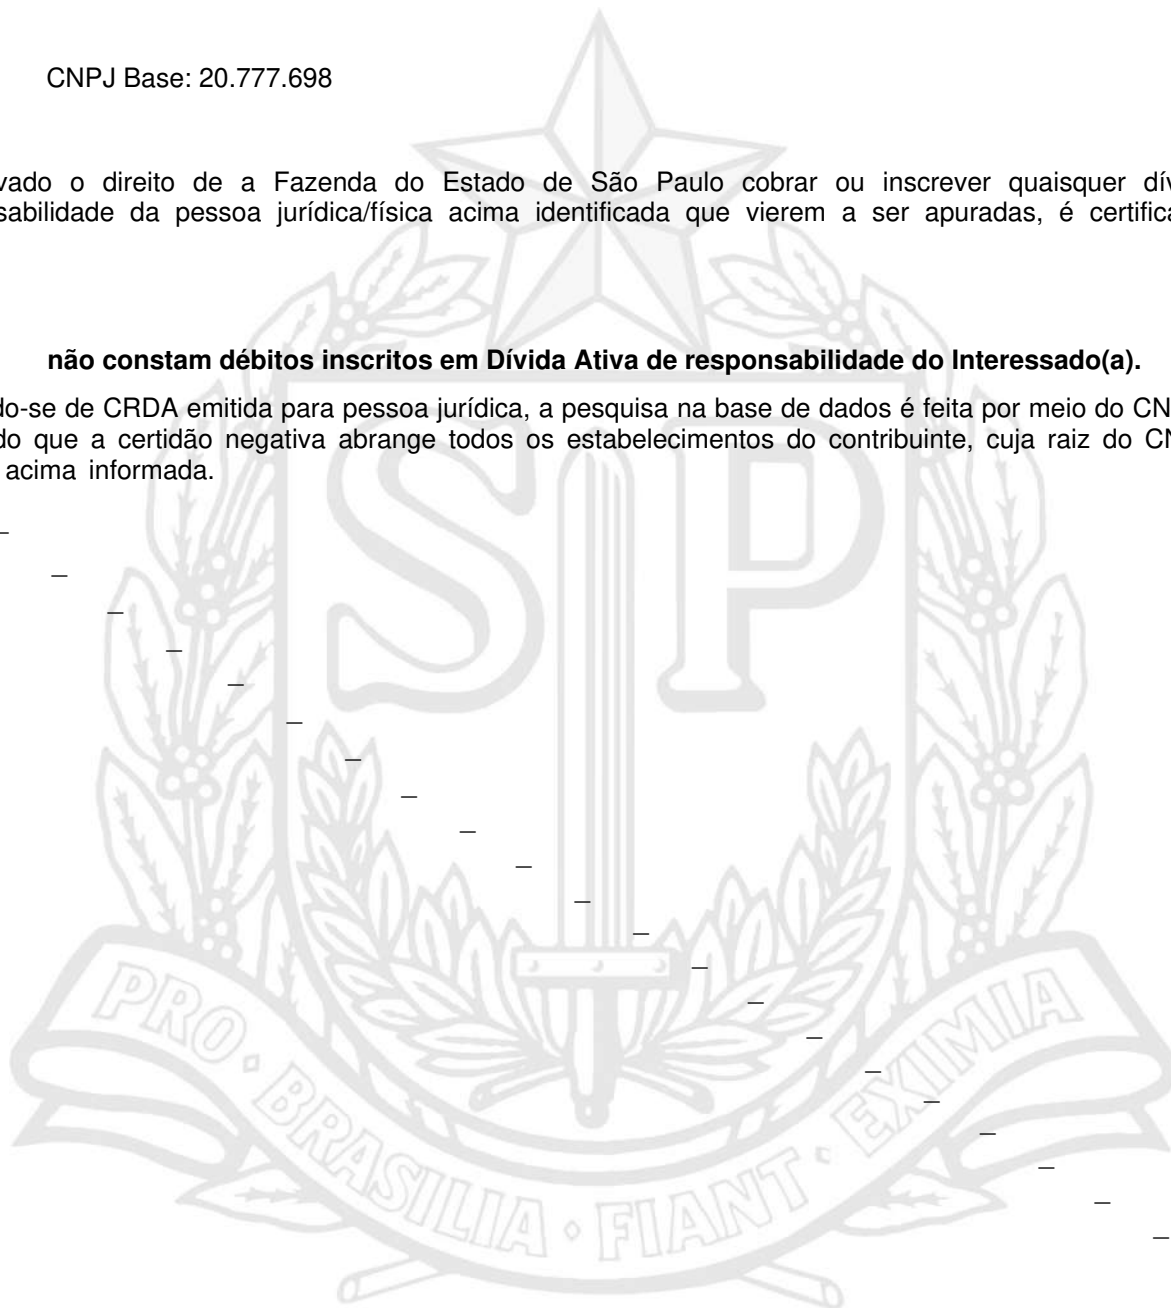 CNPJ Base: 20.777.698
vado o direito de a Fazenda do Estado de São Paulo cobrar ou inscrever quaisquer dív
sabilidade da pessoa jurídica/física acima identificada que vierem a ser apuradas, é certifica
não constam débitos inscritos em Dívida Ativa de responsabilidade do Interessado(a).
do-se de CRDA emitida para pessoa jurídica, a pesquisa na base de dados é feita por meio do CN
do que a certidão negativa abrange todos os estabelecimentos do contribuinte, cuja raiz do CN
acima informada.
SP
PRO · BRASILIA · FIANT · EXIMIA